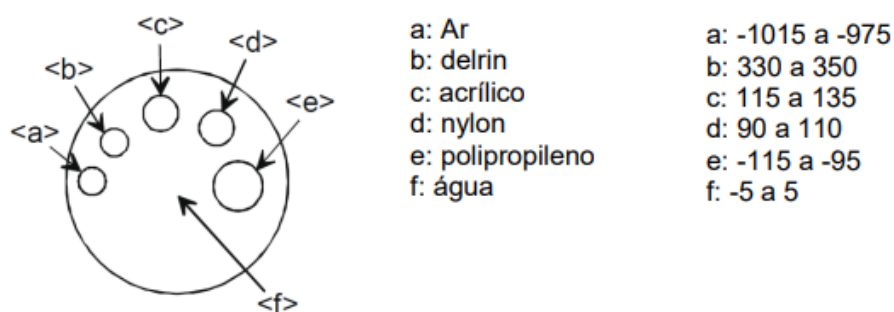 <c>
<d>
<b>
<e>
<a>
<f>
a: Ar
b: delrin
c: acrílico
d: nylon
e: polipropileno
f: água
a: -1015 a -975
b: 330 a 350
c: 115 a 135
d: 90 a 110
e: -115 a -95
f: -5 a 5